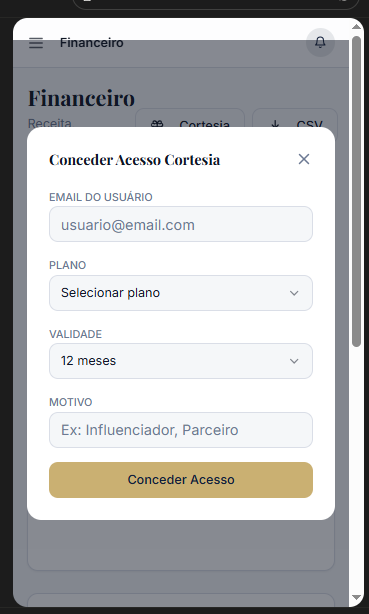 Financeiro
Financeiro
Receita
Cortesia
CSV
Conceder Acesso Cortesia
EMAIL DO USUÁRIO
usuario@email.com
PLANO
Selecionar plano
VALIDADE
12 meses
MOTIVO
Ex: Influenciador, Parceiro
Conceder Acesso